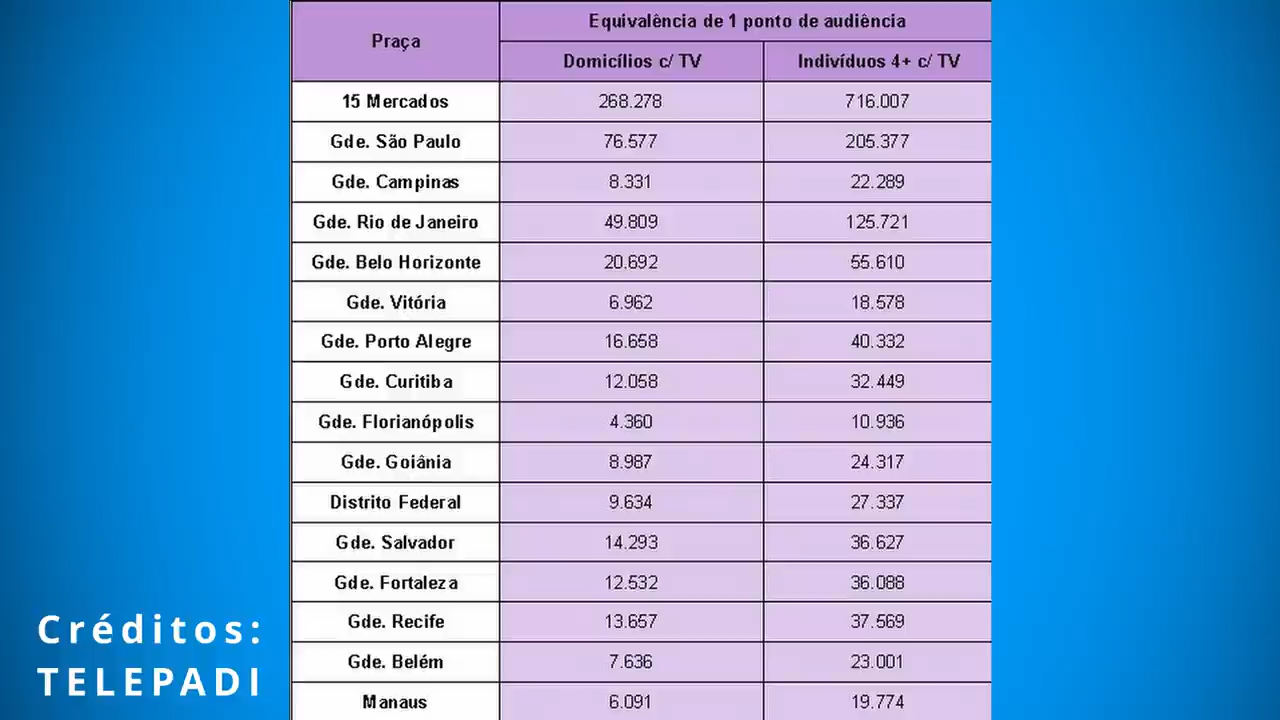 Praça Equivalência de 1 ponto de audiência
Domicílios c/ TV Indivíduos 4+ c/ TV
15 Mercados 268.278 716.007
Gde. São Paulo 76.577 205.377
Gde. Campinas 8.331 22.289
Gde. Rio de Janeiro 49.809 125.721
Gde. Belo Horizonte 20.692 55.610
Gde. Vitória 6.962 18.578
Gde. Porto Alegre 16.658 40.332
Gde. Curitiba 12.058 32.449
Gde. Florianópolis 4.360 10.936
Gde. Goiânia 8.987 24.317
Distrito Federal 9.634 27.337
Gde. Salvador 14.293 36.627
Gde. Fortaleza 12.532 36.088
Gde. Recife 13.657 37.569
Gde. Belém 7.636 23.001
Manaus 6.091 19.774
Créditos:
TELEPADI